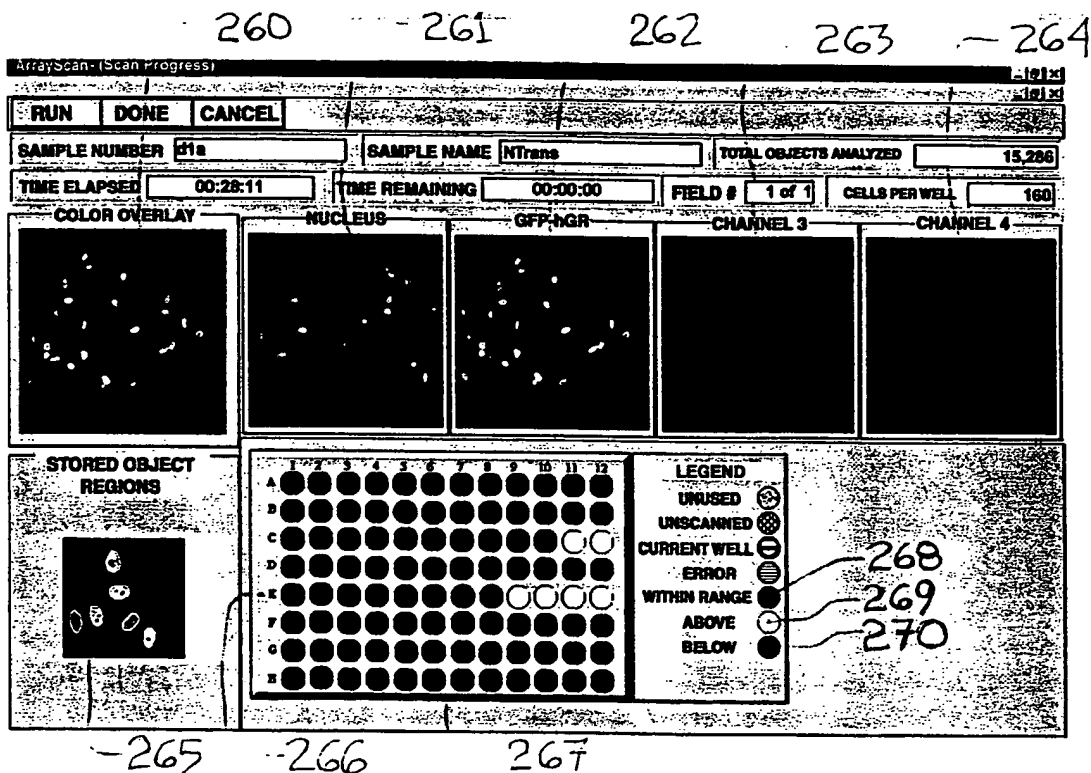 260 261 262 263 264
ArrayScan - (Scan Progress)
RUN DONE CANCEL
SAMPLE NUMBER d1a SAMPLE NAME NTrans TOTAL OBJECTS ANALYZED 15,286
TIME ELAPSED 00:28:11 TIME REMAINING 00:00:00 FIELD # 1 of 1 CELLS PER WELL 160
COLOR OVERLAY NUCLEUS GFP-hGR CHANNEL 3 CHANNEL 4
STORED OBJECT
REGIONS
1 2 3 4 5 6 7 8 9 10 11 12
A
B
C
D
E
F
G
H
LEGEND
UNUSED
UNSCANNED
CURRENT WELL
ERROR
WITHIN RANGE 268
ABOVE 269
BELOW 270
265 266 267